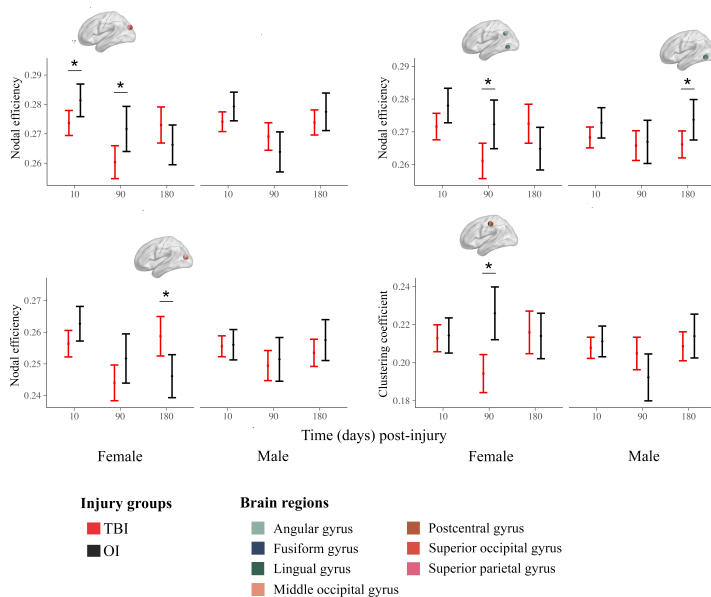 *
*
Nodal efficiency
0.29
0.28
0.27
0.26
10
90
180
10
90
180
*
*
Nodal efficiency
0.29
0.28
0.27
0.26
10
90
180
10
90
180
*
Nodal efficiency
0.27
0.26
0.25
0.24
10
90
180
10
90
180
*
Clustering coefficient
0.24
0.22
0.20
0.18
10
90
180
10
90
180
Time (days) post-injury
Female
Male
Female
Male
Injury groups
TBI
OI
Brain regions
Angular gyrus
Fusiform gyrus
Lingual gyrus
Middle occipital gyrus
Postcentral gyrus
Superior occipital gyrus
Superior parietal gyrus